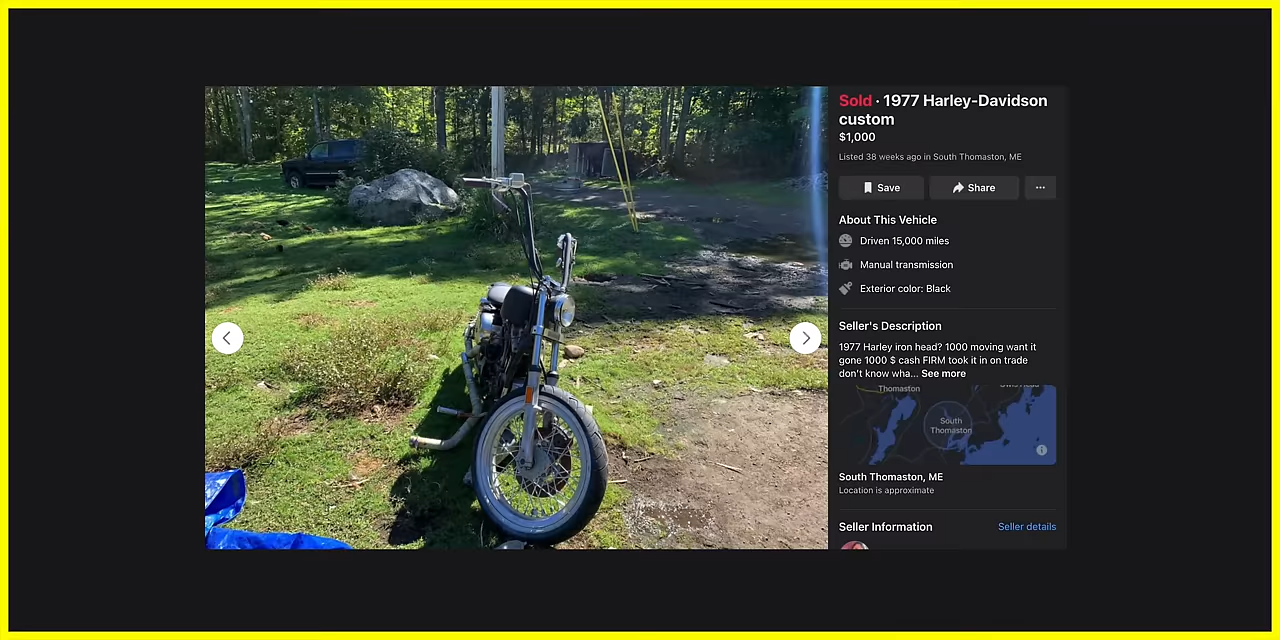 Sold · 1977 Harley-Davidson
custom
$1,000
Listed 38 weeks ago in South Thomaston, ME
Save
Share
About This Vehicle
Driven 15,000 miles
Manual transmission
Exterior color: Black
Seller's Description
1977 Harley iron head? 1000 moving want it
gone 1000 $ cash FIRM took it in on trade
don't know wha... See more
Thomaston
South
Thomaston
South Thomaston, ME
Location is approximate
Seller Information
Seller details